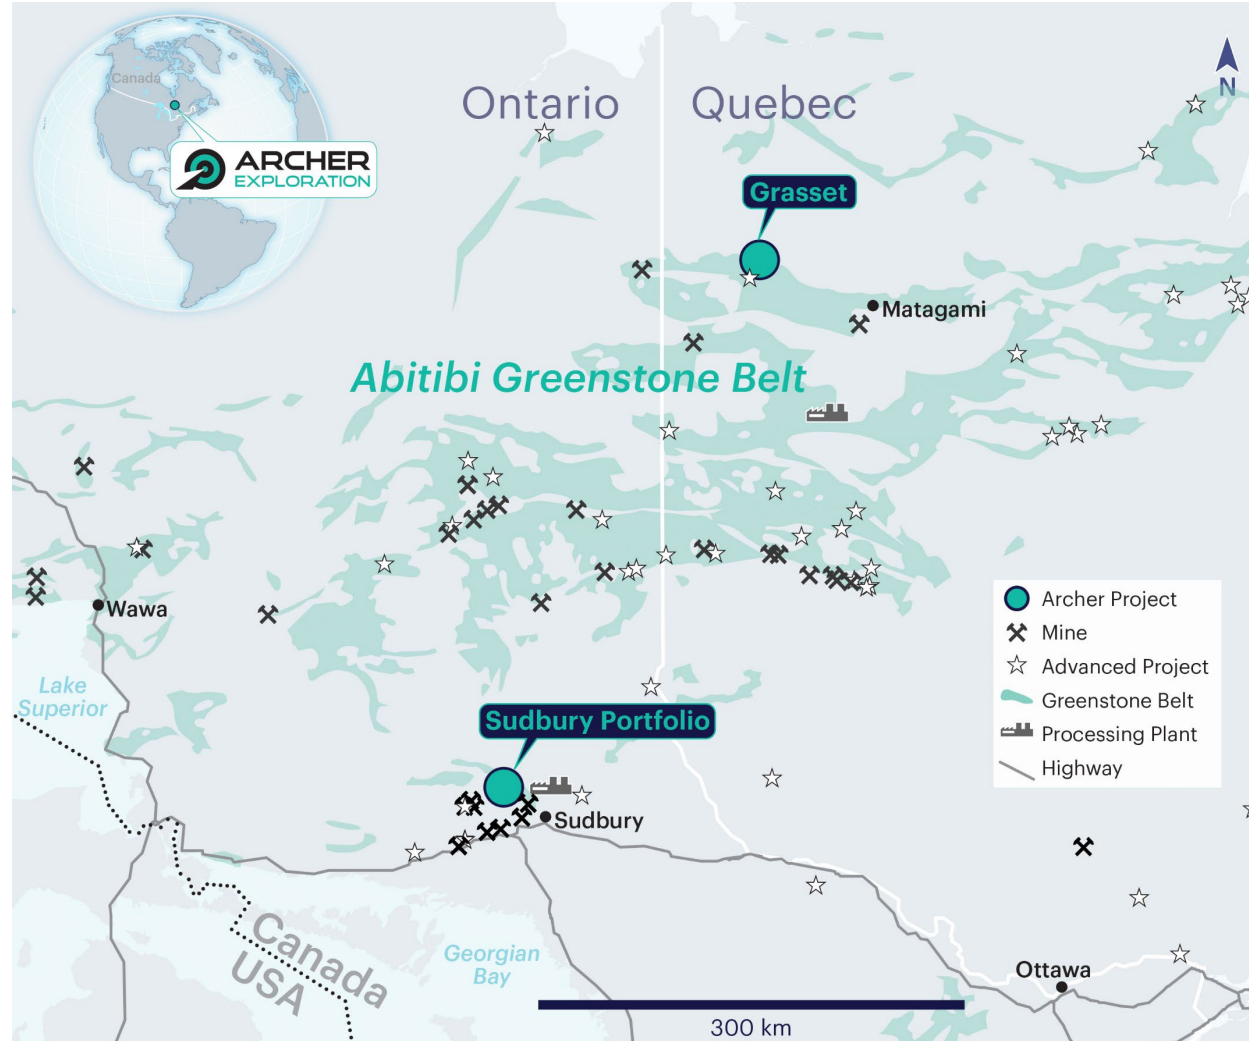 Canada
ARCHER
EXPLORATION
Ontario
Quebec
N
Grasset
Matagami
Abitibi Greenstone Belt
Wawa
Lake
Superior
Sudbury Portfolio
Sudbury
Archer Project
Mine
Advanced Project
Greenstone Belt
Processing Plant
Highway
Canada
USA
Georgian
Bay
Ottawa
300 km